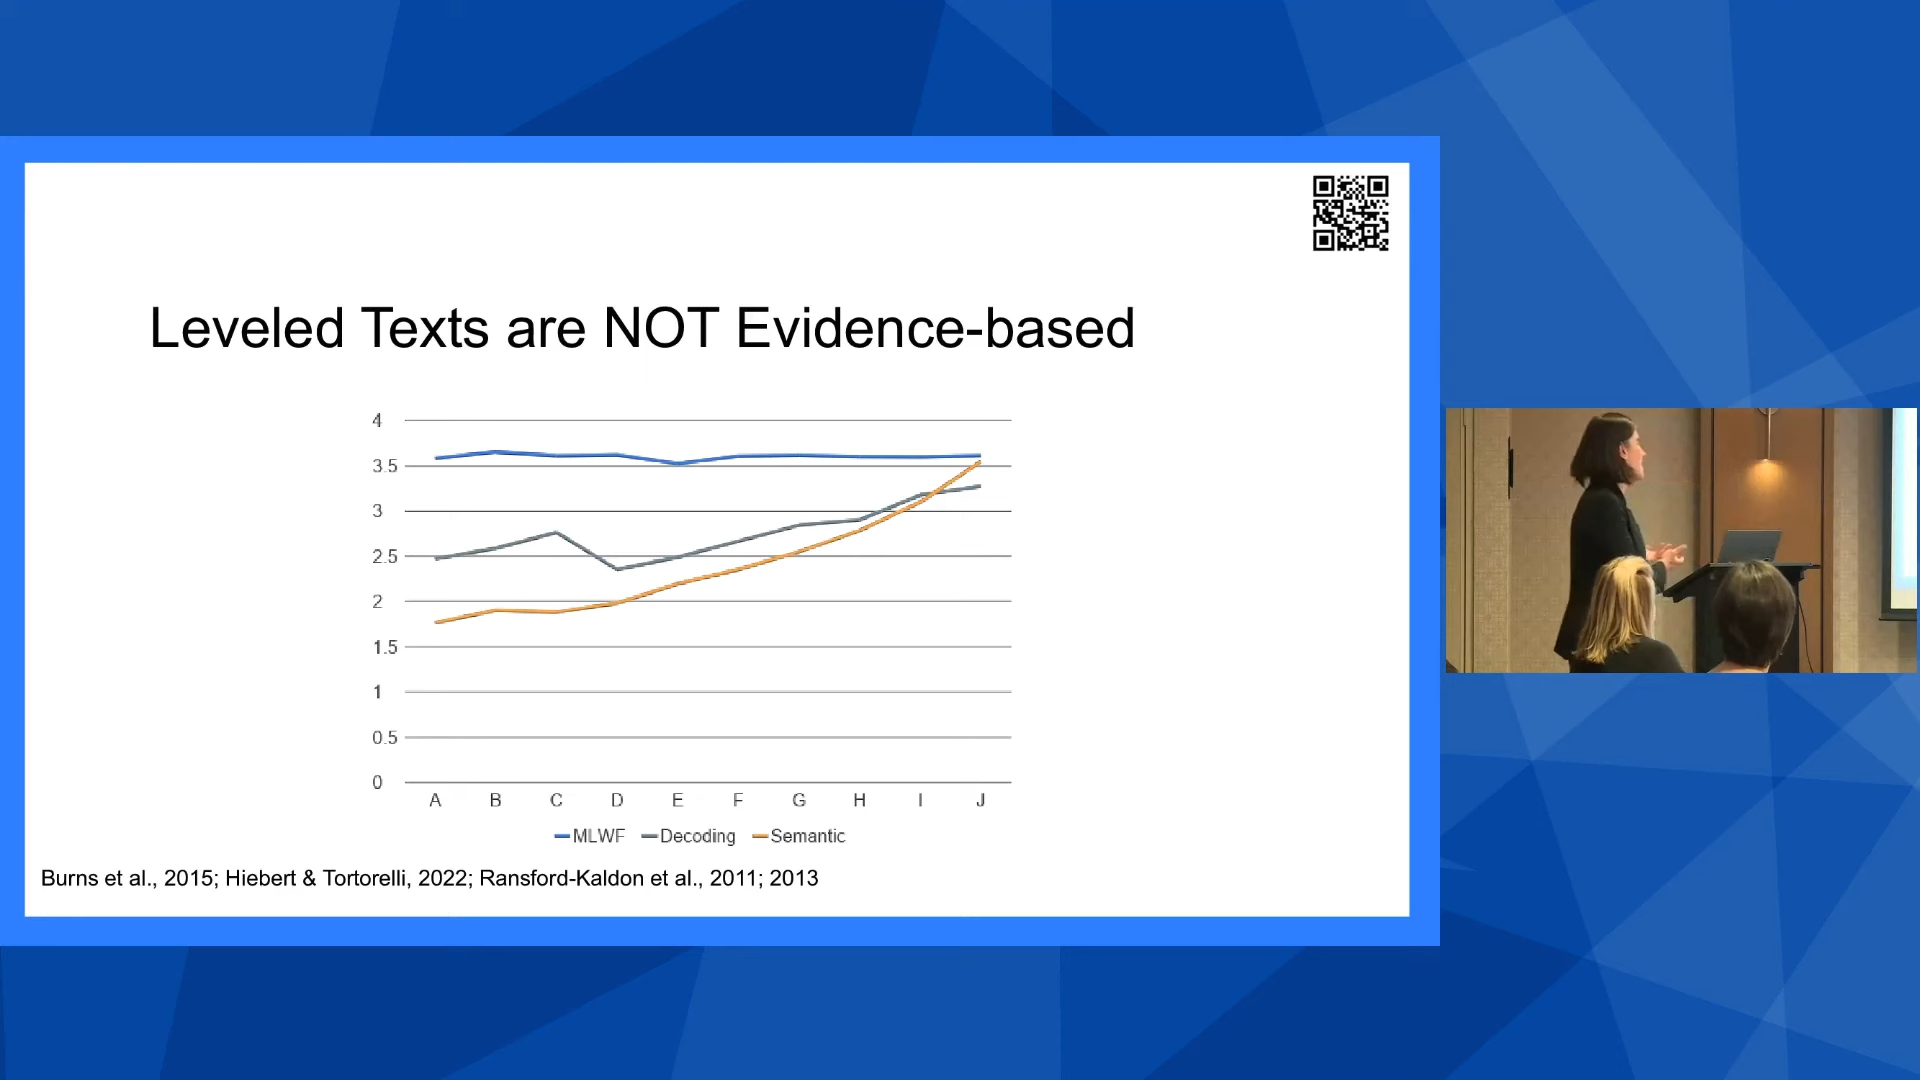 Leveled Texts are NOT Evidence-based
4
3.5
3
2.5
2
1.5
1
0.5
0
A B C D E F G H I J
MLWF Decoding Semantic
Burns et al., 2015; Hiebert & Tortorelli, 2022; Ransford-Kaldon et al., 2011; 2013